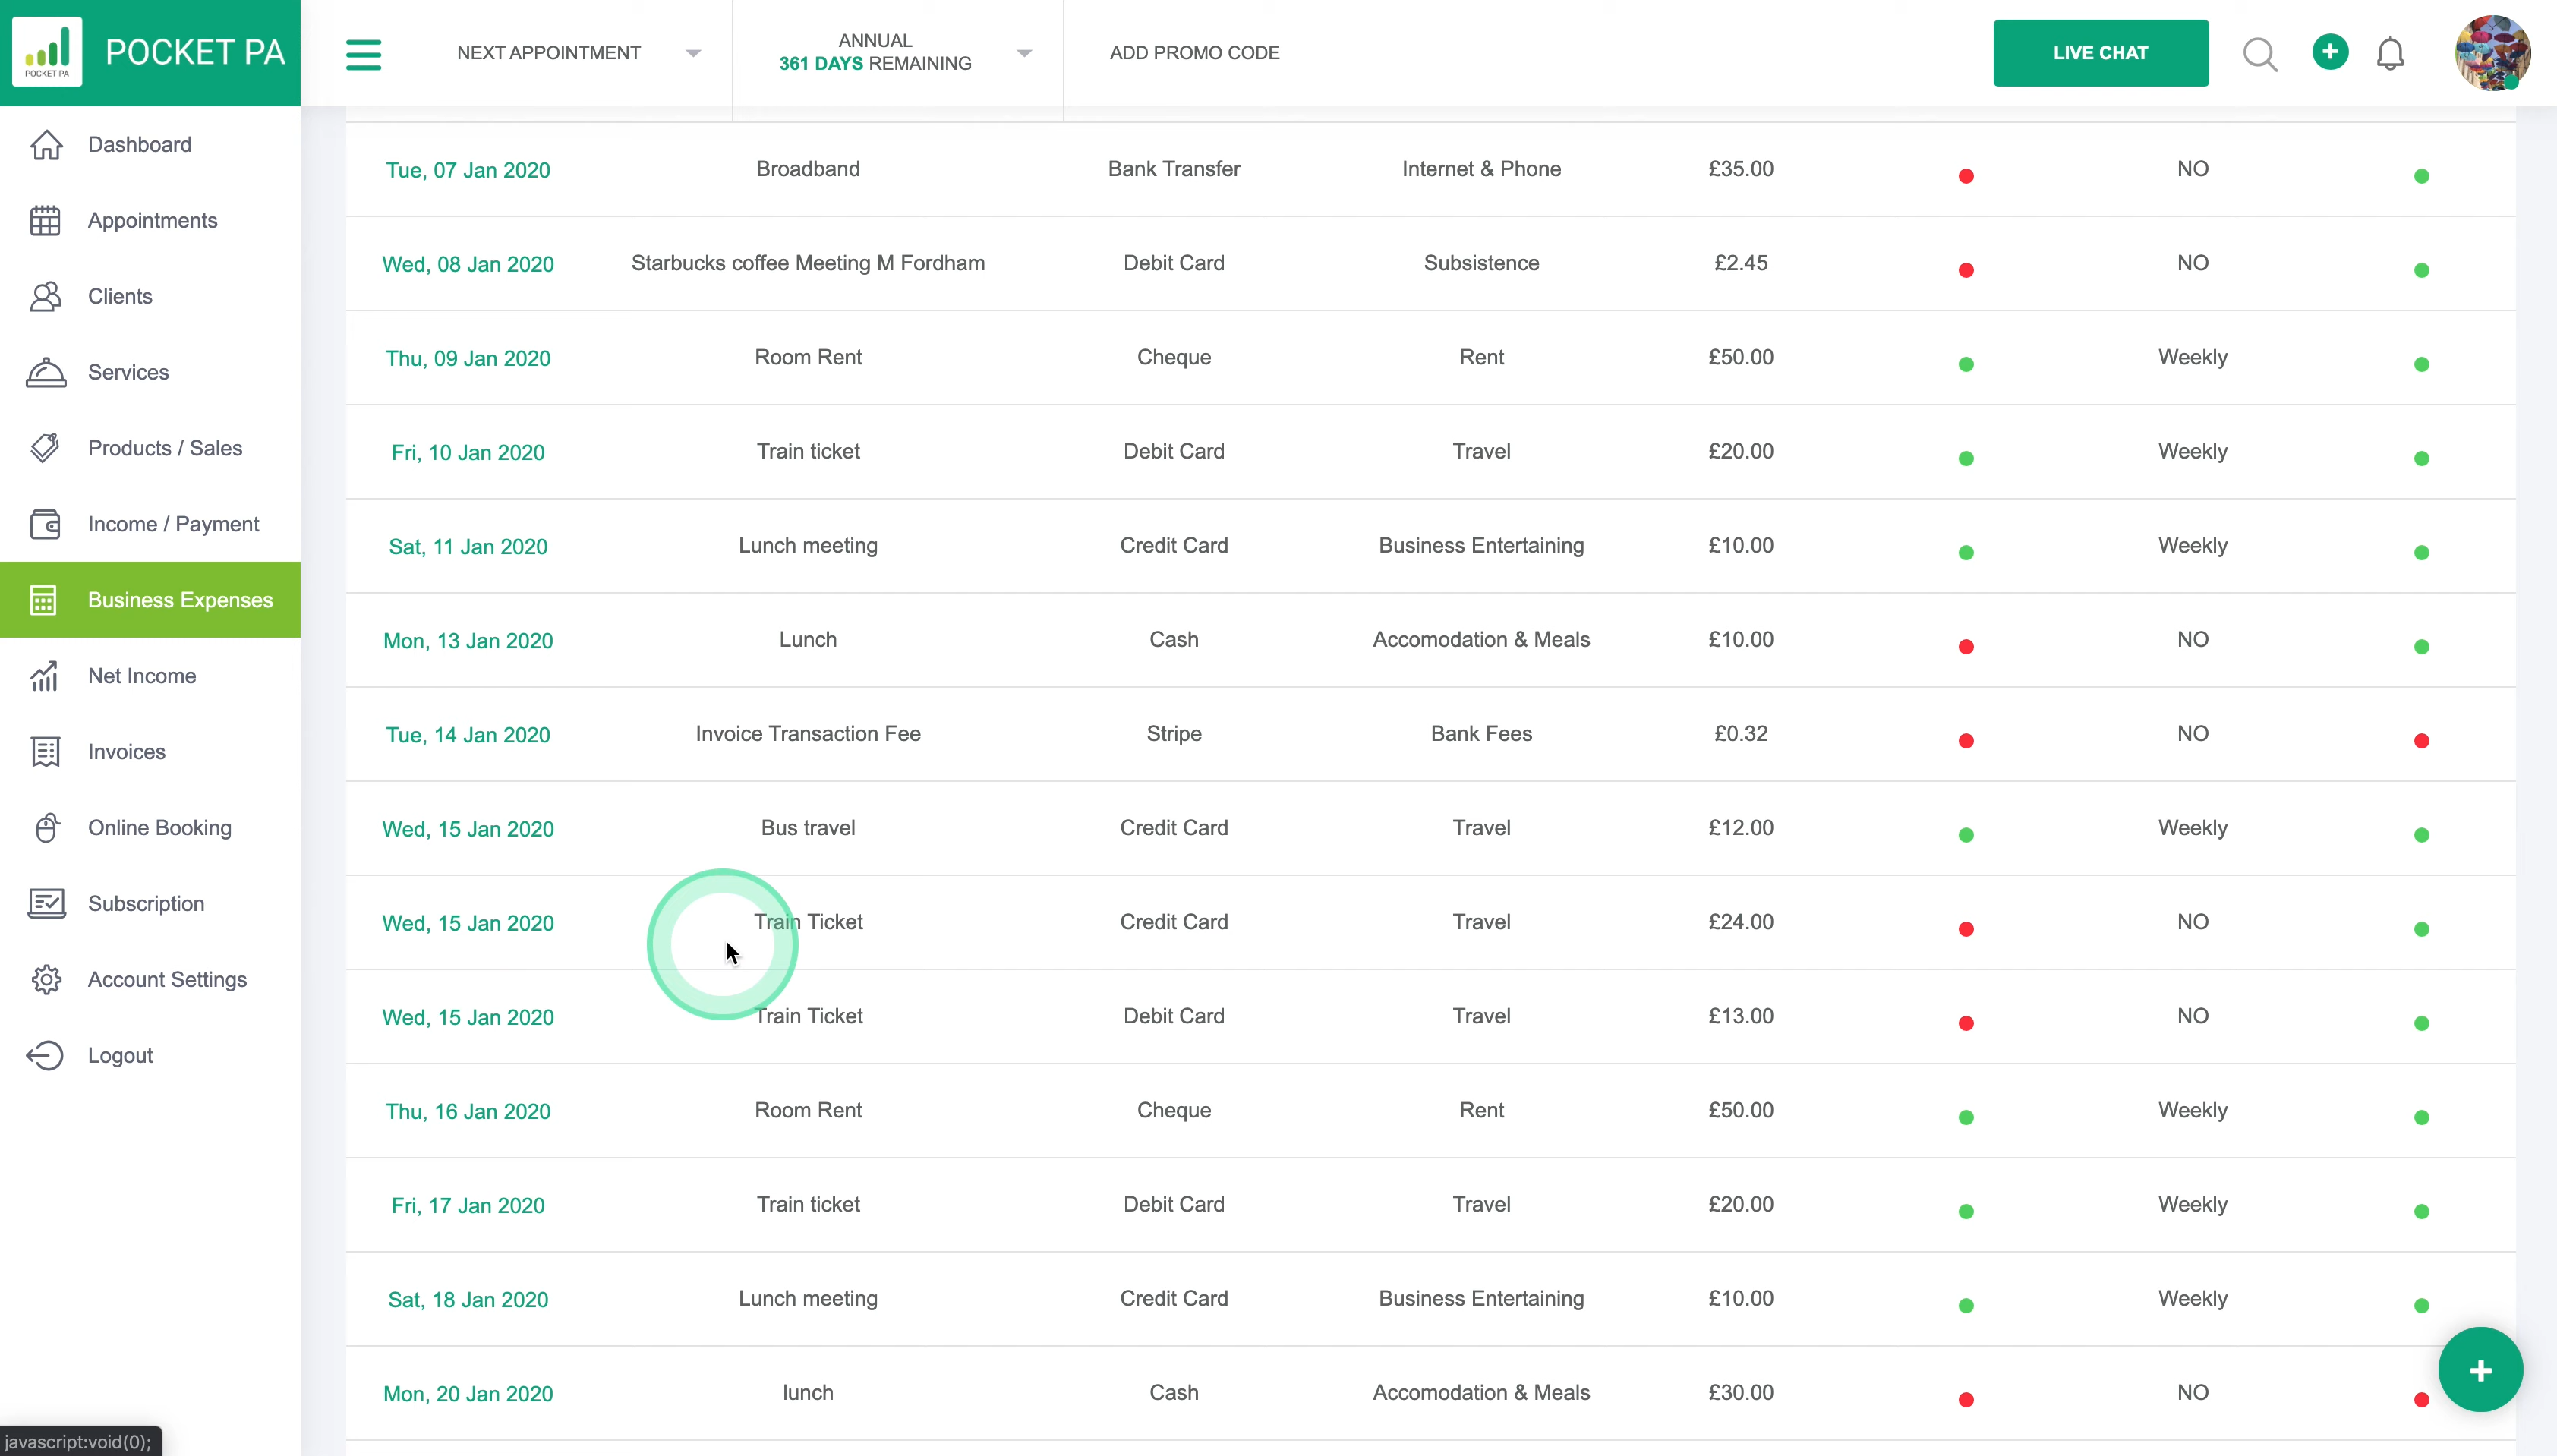 POCKET PA
POCKET PA
NEXT APPOINTMENT
ANNUAL
361 DAYS REMAINING
ADD PROMO CODE
LIVE CHAT
Dashboard
Appointments
Clients
Services
Products / Sales
Income / Payment
Business Expenses
Net Income
Invoices
Online Booking
Subscription
Account Settings
Logout
Tue, 07 Jan 2020 Broadband Bank Transfer Internet & Phone £35.00 NO
Wed, 08 Jan 2020 Starbucks coffee Meeting M Fordham Debit Card Subsistence £2.45 NO
Thu, 09 Jan 2020 Room Rent Cheque Rent £50.00 Weekly
Fri, 10 Jan 2020 Train ticket Debit Card Travel £20.00 Weekly
Sat, 11 Jan 2020 Lunch meeting Credit Card Business Entertaining £10.00 Weekly
Mon, 13 Jan 2020 Lunch Cash Accomodation & Meals £10.00 NO
Tue, 14 Jan 2020 Invoice Transaction Fee Stripe Bank Fees £0.32 NO
Wed, 15 Jan 2020 Bus travel Credit Card Travel £12.00 Weekly
Wed, 15 Jan 2020 Train Ticket Credit Card Travel £24.00 NO
Wed, 15 Jan 2020 Train Ticket Debit Card Travel £13.00 NO
Thu, 16 Jan 2020 Room Rent Cheque Rent £50.00 Weekly
Fri, 17 Jan 2020 Train ticket Debit Card Travel £20.00 Weekly
Sat, 18 Jan 2020 Lunch meeting Credit Card Business Entertaining £10.00 Weekly
Mon, 20 Jan 2020 lunch Cash Accomodation & Meals £30.00 NO
javascript:void(0);